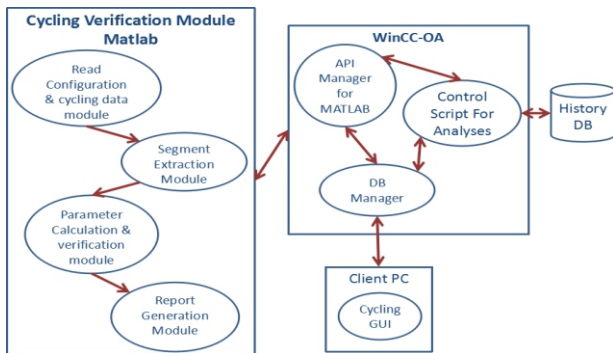 Cycling Verification Module
Matlab
Read
Configuration
& cycling data
module
Segment
Extraction
Module
Parameter
Calculation &
verification
module
Report
Generation
Module
WinCC-OA
API
Manager
for
MATLAB
Control
Script For
Analyses
DB
Manager
History
DB
Client PC
Cycling
GUI